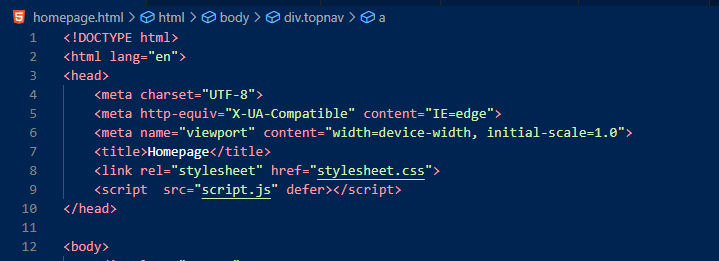 homepage.html > html > body > div.topnav > a
1 <!DOCTYPE html>
2 <html lang="en">
3 <head>
4     <meta charset="UTF-8">
5     <meta http-equiv="X-UA-Compatible" content="IE=edge">
6     <meta name="viewport" content="width=device-width, initial-scale=1.0">
7     <title>Homepage</title>
8     <link rel="stylesheet" href="stylesheet.css">
9     <script  src="script.js" defer></script>
10 </head>
11
12 <body>